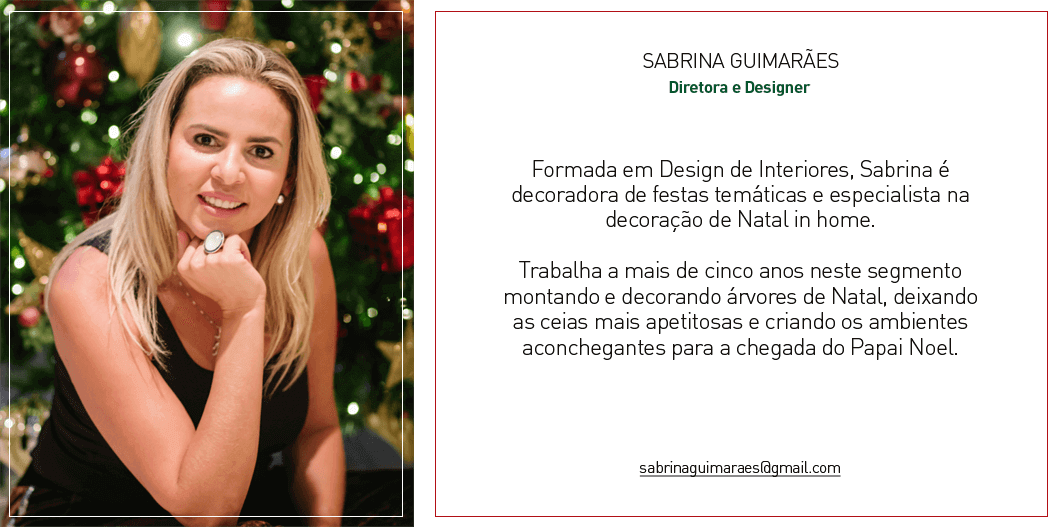 SABRINA GUIMARÃES
Diretora e Designer
Formada em Design de Interiores, Sabrina é
decoradora de festas temáticas e especialista na
decoração de Natal in home.
Trabalha a mais de cinco anos neste segmento
montando e decorando árvores de Natal, deixando
as ceias mais apetitosas e criando os ambientes
aconchegantes para a chegada do Papai Noel.
sabrinaguimaraes@gmail.com